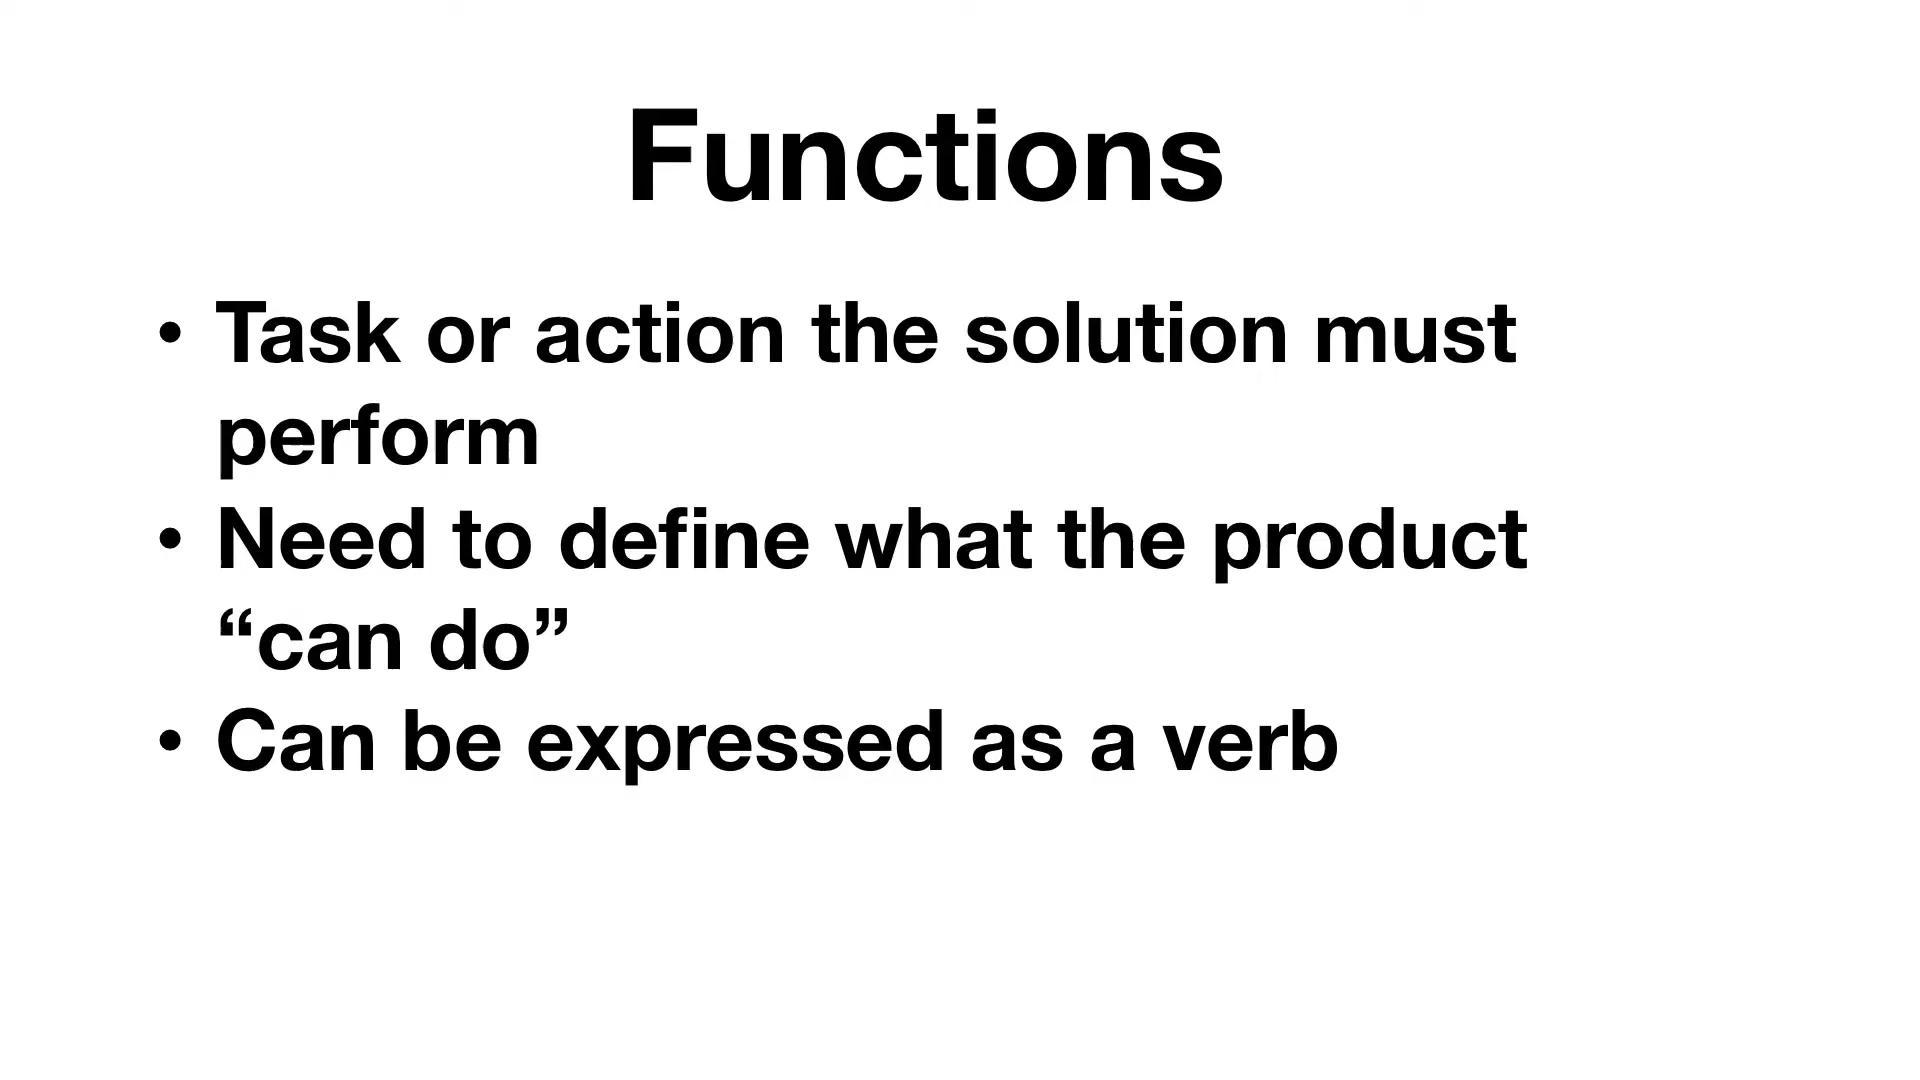 Functions
• Task or action the solution must
perform
• Need to define what the product
“can do”
• Can be expressed as a verb